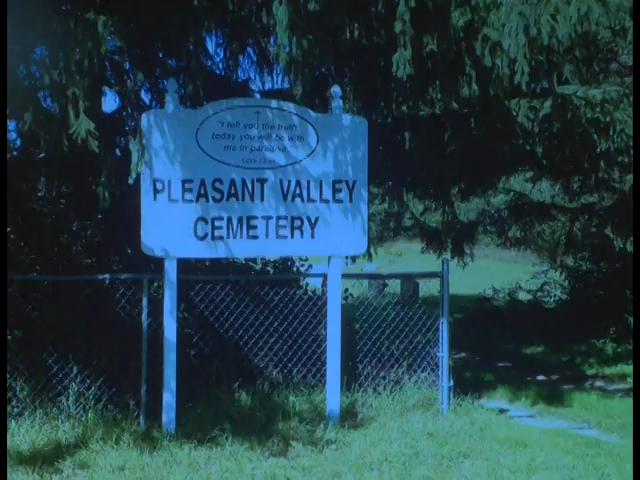 "I tell you the truth
today you will be with
me in paradise."
PLEASANT VALLEY
CEMETERY